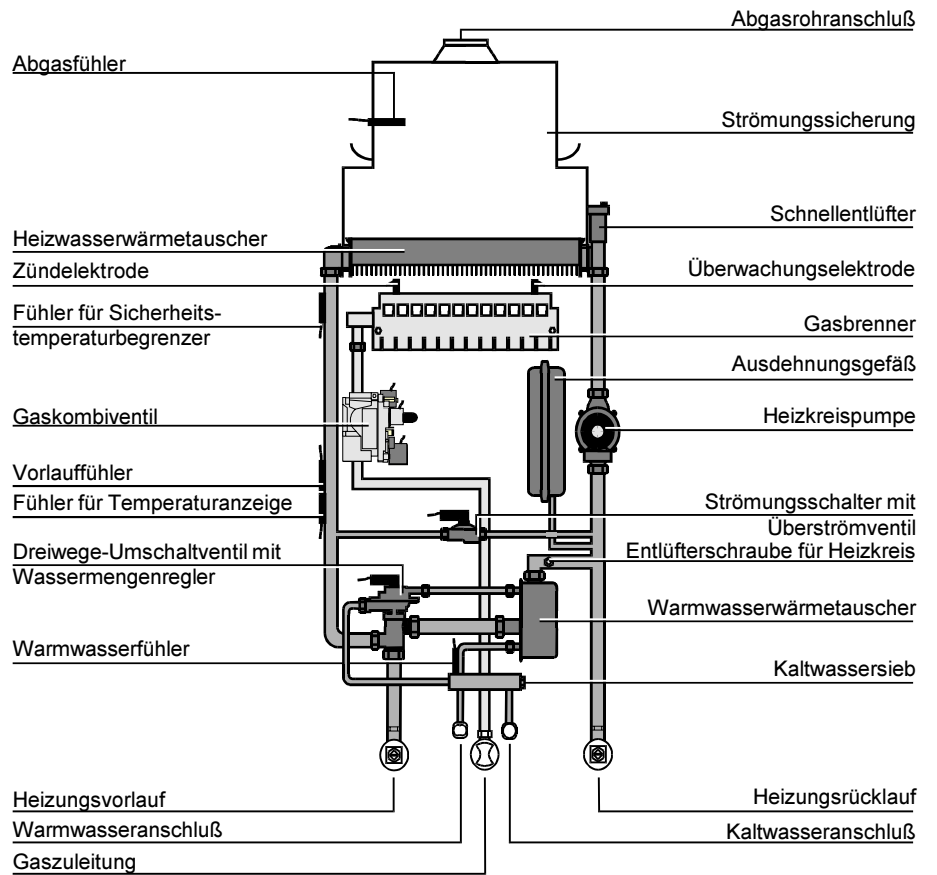 Abgasrohranschluß
Abgasfühler
Strömungssicherung
Schnellentlüfter
Heizwasserwärmetauscher
Zündelektrode
Überwachungselektrode
Fühler für Sicherheits-
temperaturbegrenzer
Gasbrenner
Ausdehnungsgefäß
Gaskombiventil
Heizkreispumpe
Vorlauffühler
Fühler für Temperaturanzeige
Strömungsschalter mit
Überströmventil
Dreiwege-Umschaltventil mit
Wassermengenregler
Entlüfterschraube für Heizkreis
Warmwasserwärmetauscher
Warmwasserfühler
Kaltwassersieb
Heizungsvorlauf
Heizungsrücklauf
Warmwasseranschluß
Kaltwasseranschluß
Gaszuleitung